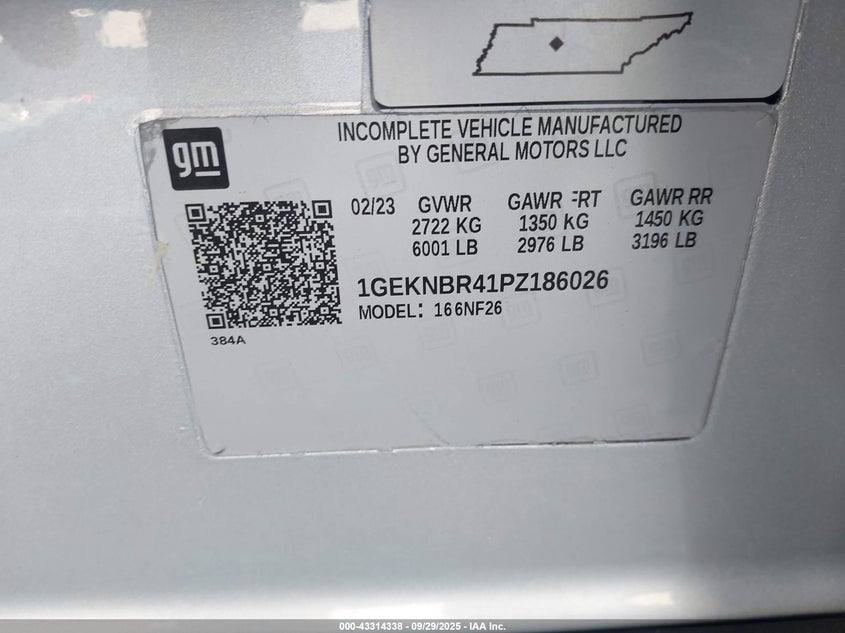 gm
INCOMPLETE VEHICLE MANUFACTURED
BY GENERAL MOTORS LLC
02/23 GVWR GAWR FRT GAWR RR
2722 KG 1350 KG 1450 KG
6001 LB 2976 LB 3196 LB
1GEKNBR41PZ186026
MODEL: 166NF26
384A
000-43314338 - 09/29/2025 - IAA Inc.